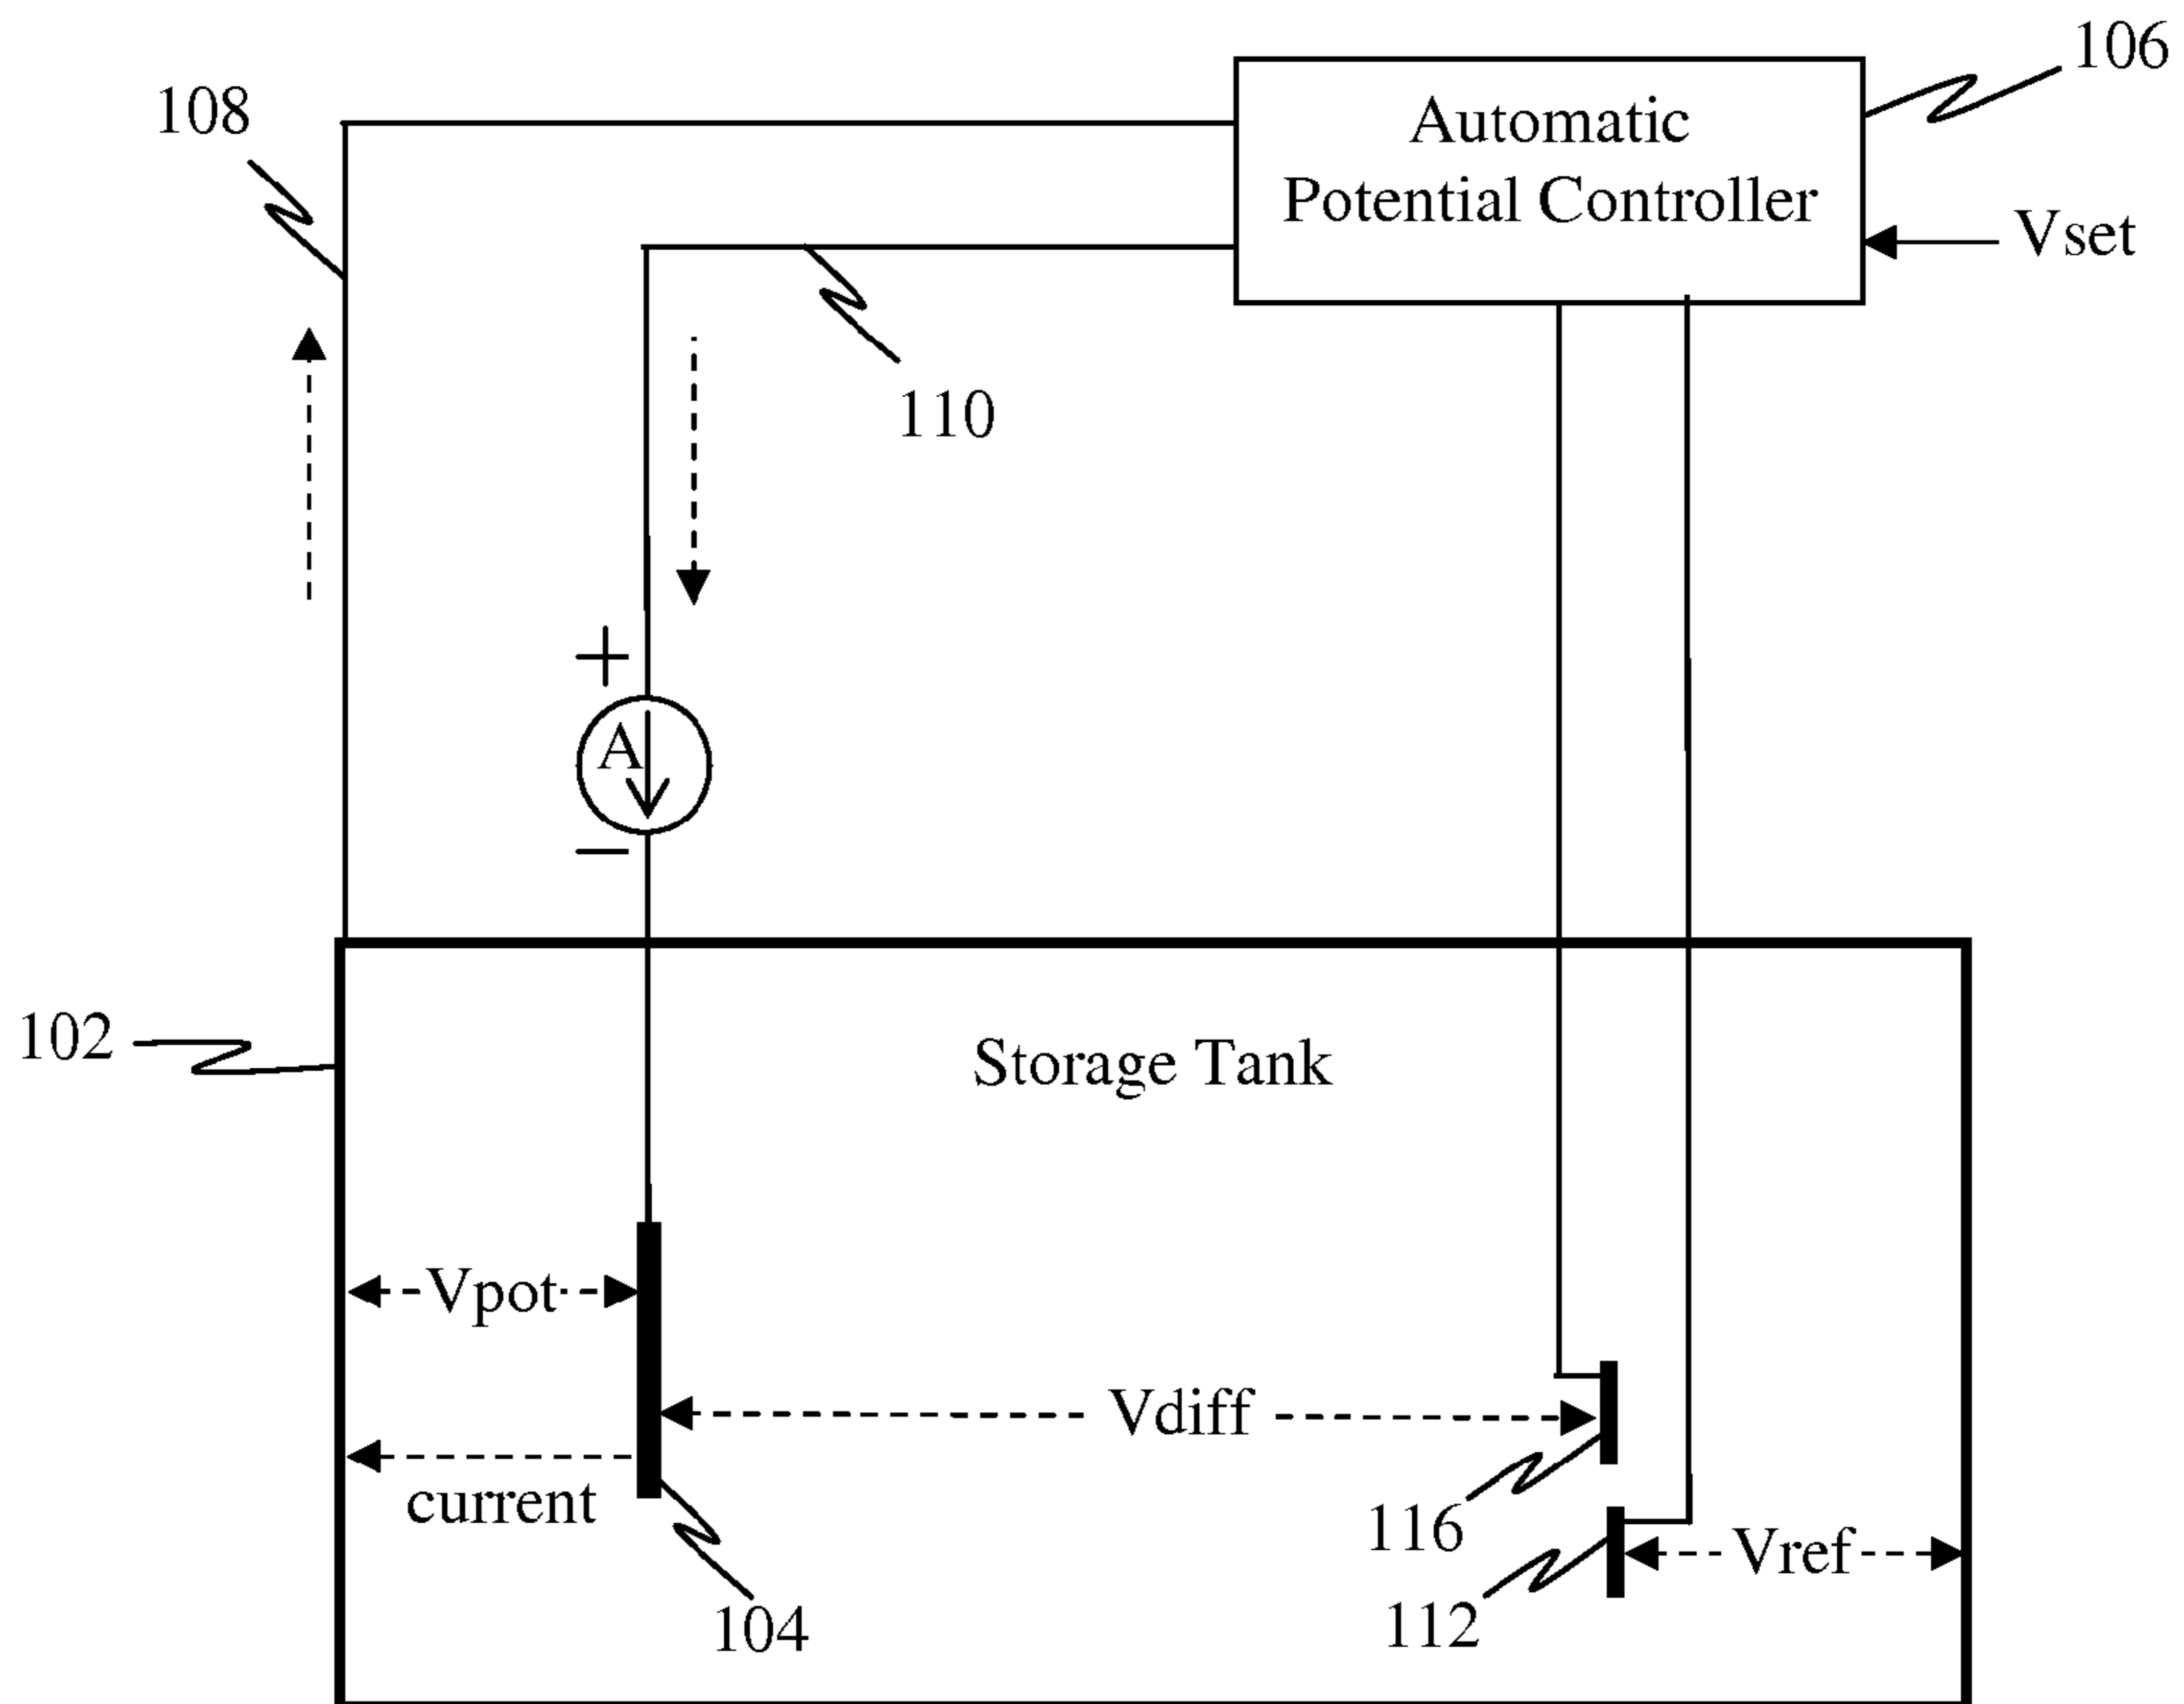 106
108
Automatic
Potential Controller
Vset
110
+
A
−
102
Storage Tank
Vpot
Vdiff
current
116
Vref
104
112